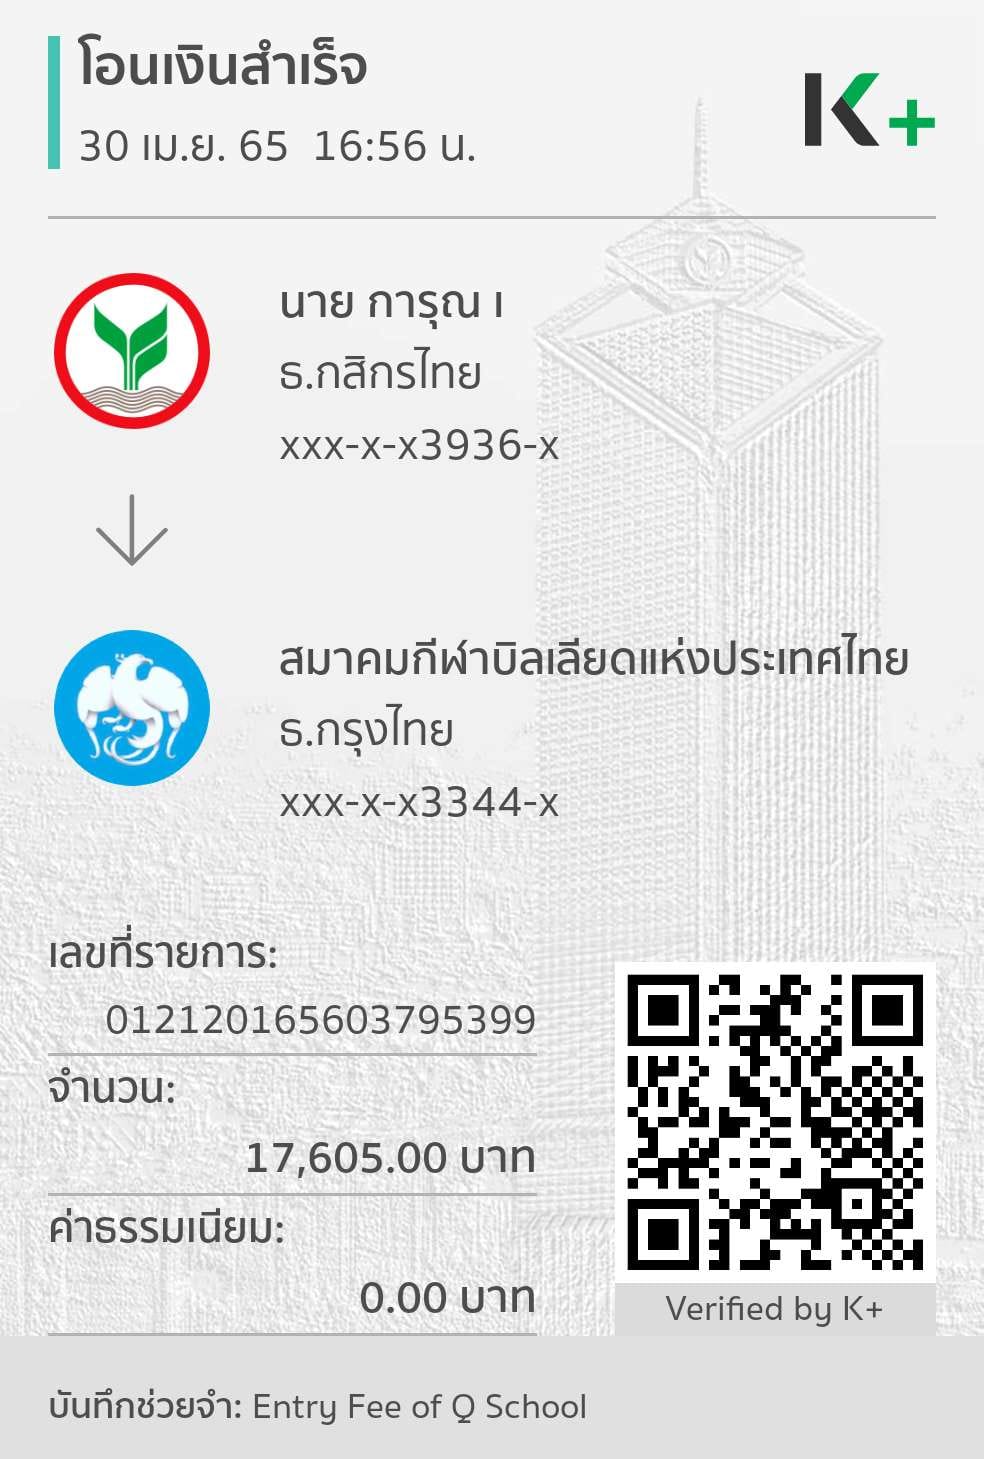 โอนเงินสำเร็จ
30 เม.ย. 65 16:56 น.
K+
นาย การุณ เ
ธ.กสิกรไทย
xxx-x-x3936-x
สมาคมกีฬาบิลเลียดแห่งประเทศไทย
ธ.กรุงไทย
xxx-x-x3344-x
เลขที่รายการ:
012120165603795399
จำนวน:
17,605.00 บาท
ค่าธรรมเนียม:
0.00 บาท
Verified by K+
บันทึกช่วยจำ: Entry Fee of Q School